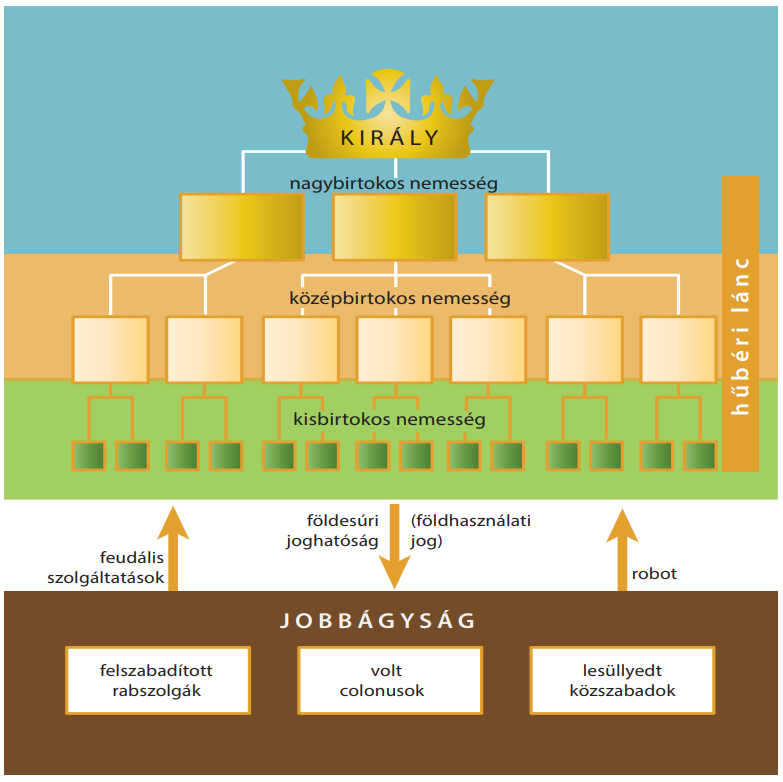 KIRÁLY
nagybirtokos nemesség
középbirtokos nemesség
kisbirtokos nemesség
hűbéri lánc
feudális
szolgáltatások
földesúri
joghatóság
(földhasználati
jog)
robot
JOBBÁGYSÁG
felszabadított
rabszolgák
volt
colonusok
lesüllyedt
közszabadok